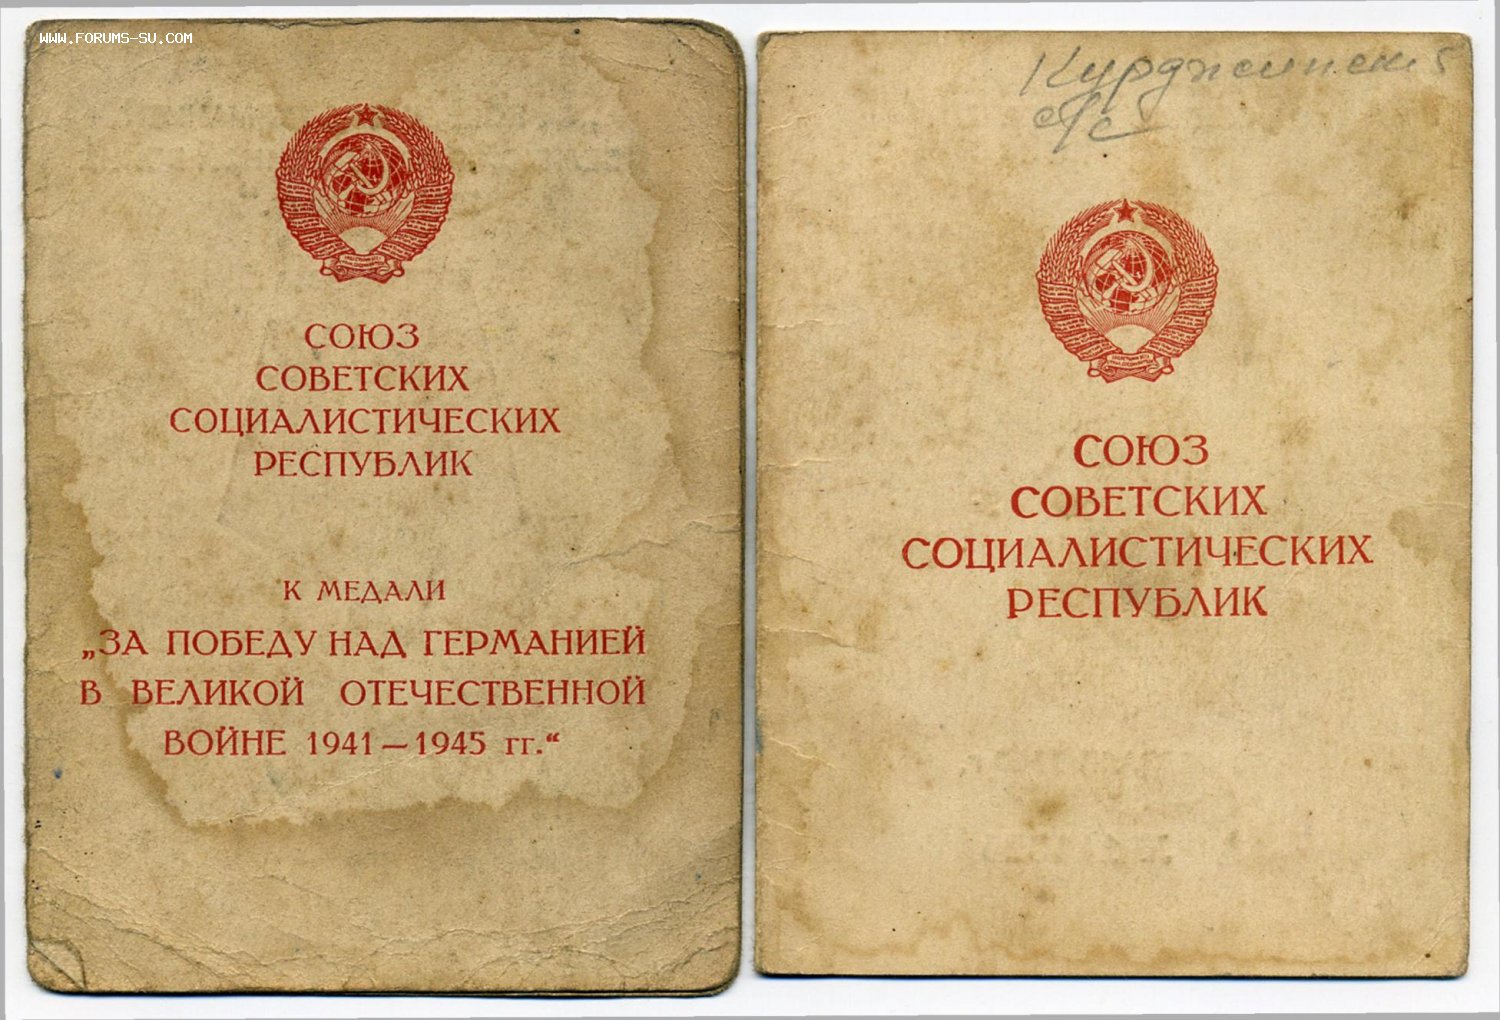 WWW.FORUMS-SU.COM
СОЮЗ
СОВЕТСКИХ
СОЦИАЛИСТИЧЕСКИХ
РЕСПУБЛИК
К МЕДАЛИ
„ЗА ПОБЕДУ НАД ГЕРМАНИЕЙ
В ВЕЛИКОЙ ОТЕЧЕСТВЕННОЙ
ВОЙНЕ 1941—1945 гг.“
СОЮЗ
СОВЕТСКИХ
СОЦИАЛИСТИЧЕСКИХ
РЕСПУБЛИК